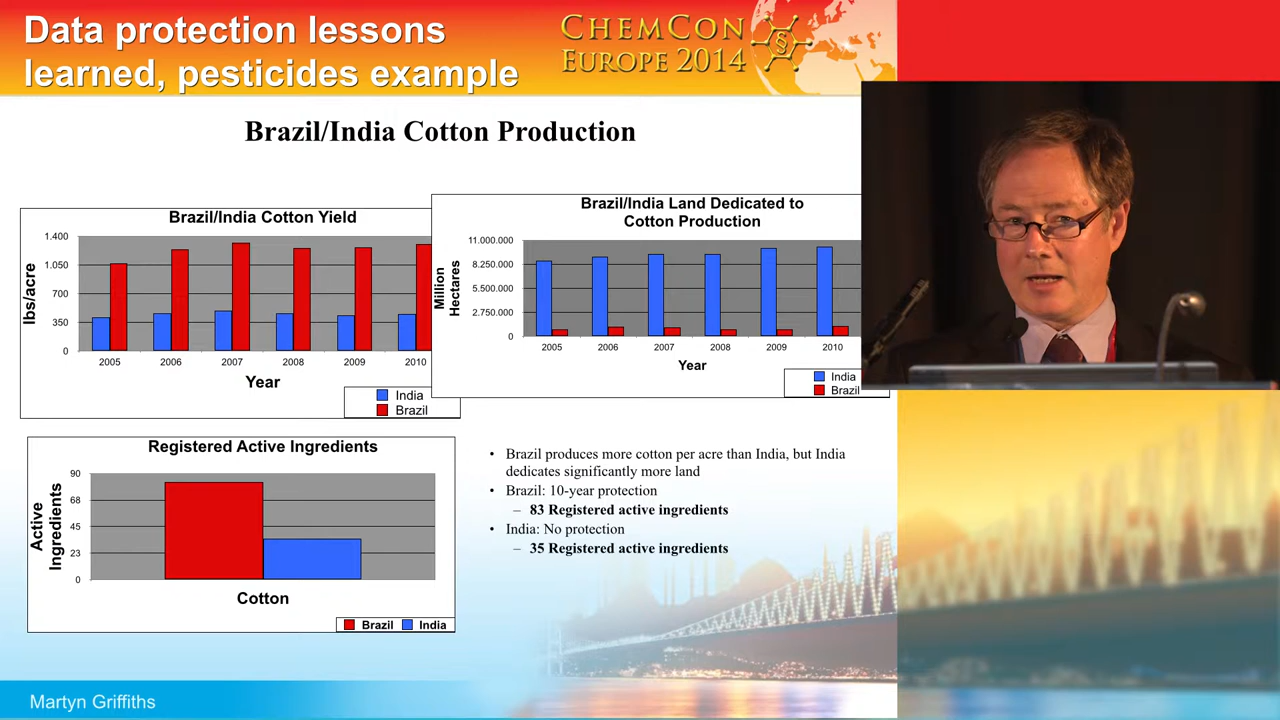 Data protection lessons
learned, pesticides example
CHEMCON
EUROPE 2014
§
Brazil/India Cotton Production
Brazil/India Cotton Yield
lbs/acre
1.400
1.050
700
350
0
2005 2006 2007 2008 2009 2010
Year
India
Brazil
Brazil/India Land Dedicated to
Cotton Production
Million
Hectares
11.000.000
8.250.000
5.500.000
2.750.000
0
2005 2006 2007 2008 2009 2010
Year
India
Brazil
Registered Active Ingredients
Active
Ingredients
90
68
45
23
0
Cotton
Brazil India
• Brazil produces more cotton per acre than India, but India
dedicates significantly more land
• Brazil: 10-year protection
– 83 Registered active ingredients
• India: No protection
– 35 Registered active ingredients
Martyn Griffiths